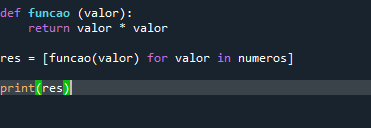 def funcao (valor):
    return valor * valor
res = [funcao(valor) for valor in numeros]
print(res)